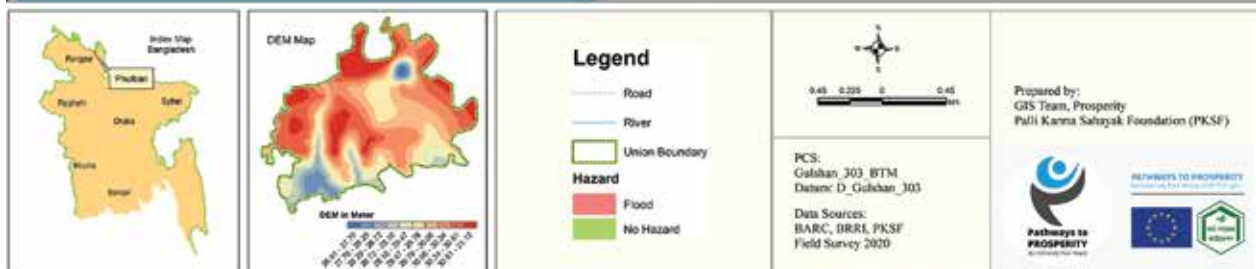 Index Map
Bangladesh
Rangpur
Phulbari
Rajshahi
Sylhet
Dhaka
Khulna
Barisal
DEM Map
DEM in Meter
Legend
Road
River
Union Boundary
Hazard
Flood
No Hazard
N
S
0.45 0.225 0 0.45
PCS:
Gulshan_303_BTM
Datum: D_Gulshan_303
Data Sources:
BARC, BRRI, PKSF
Field Survey 2020
Prepared by:
GIS Team, Prosperity
Palli Karma Sahayak Foundation (PKSF)
Pathways to
PROSPERITY
PATHWAYS TO PROSPERITY